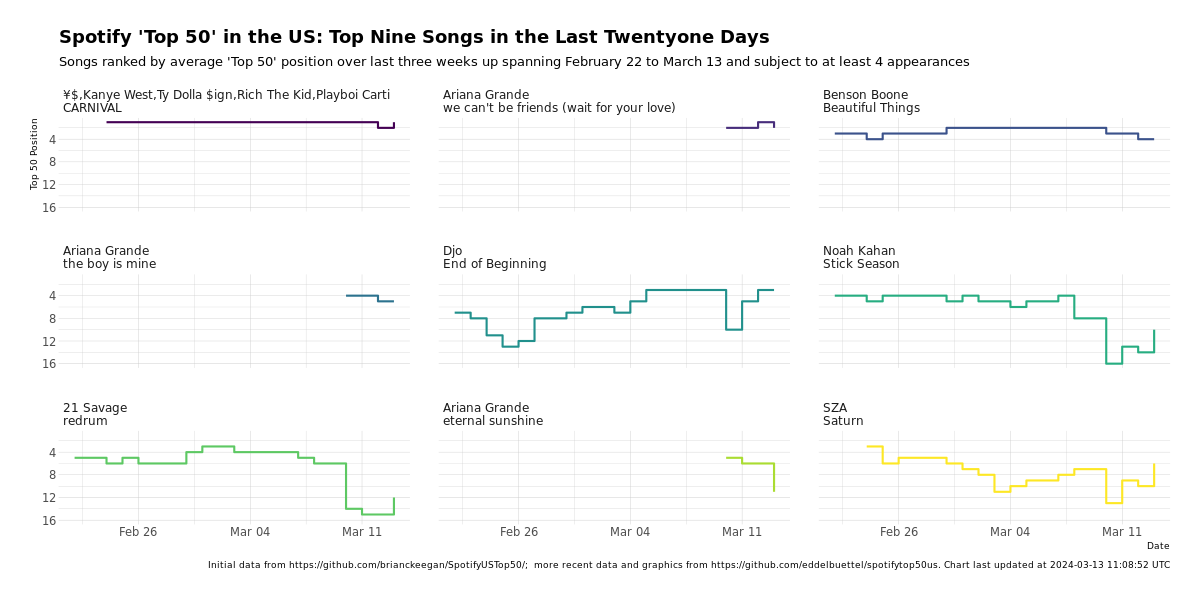 Spotify 'Top 50' in the US: Top Nine Songs in the Last Twentyone Days
Songs ranked by average 'Top 50' position over last three weeks up spanning February 22 to March 13 and subject to at least 4 appearances
¥$,Kanye West,Ty Dolla $ign,Rich The Kid,Playboi Carti
CARNIVAL
Ariana Grande
we can't be friends (wait for your love)
Benson Boone
Beautiful Things
Top 50 Position
4
8
12
16
Ariana Grande
the boy is mine
Djo
End of Beginning
Noah Kahan
Stick Season
4
8
12
16
21 Savage
redrum
Ariana Grande
eternal sunshine
SZA
Saturn
4
8
12
16
Feb 26 Mar 04 Mar 11 Feb 26 Mar 04 Mar 11 Feb 26 Mar 04 Mar 11
Date
Initial data from https://github.com/brianckeegan/SpotifyUSTop50/;  more recent data and graphics from https://github.com/eddelbuettel/spotifytop50us. Chart last updated at 2024-03-13 11:08:52 UTC